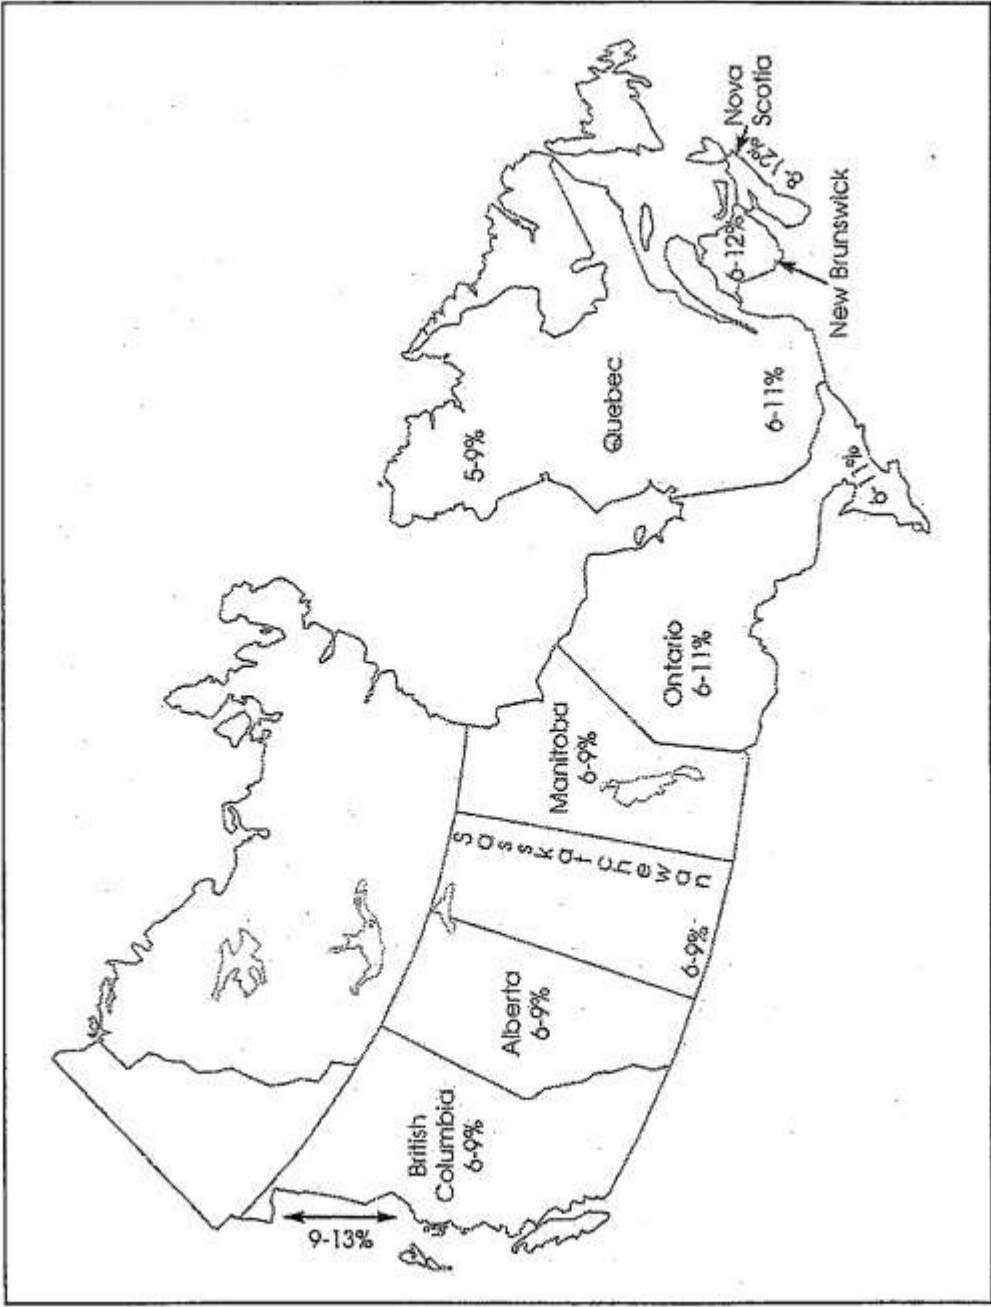 9-13%
British
Columbia
6-9%
Alberta
6-9%
Saskatchewan
6-9%
Manitoba
6-9%
Ontario
6-11%
6-11%
5-9%
Quebec
6-11%
6-12%
New Brunswick
8-12%
Nova
Scotia